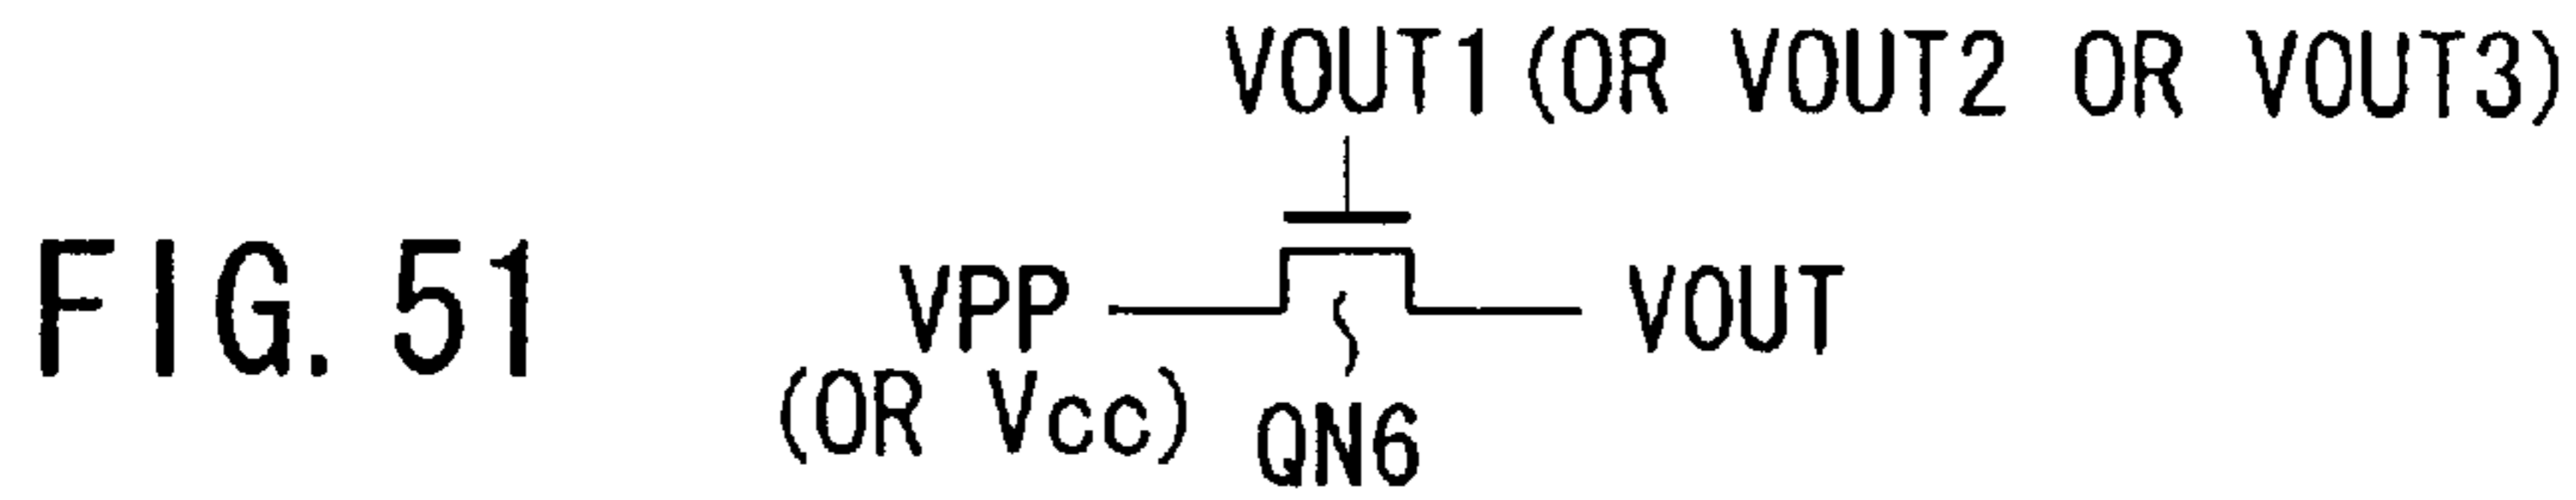 VOUT1 (OR VOUT2 OR VOUT3)
FIG. 51
VPP
VOUT
(OR Vcc)
QN6